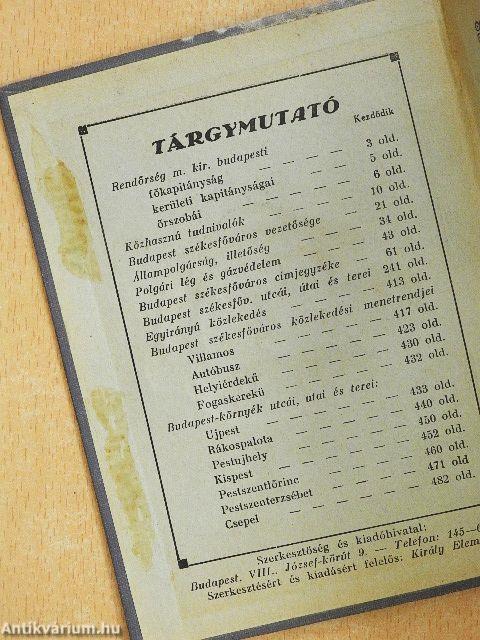 TÁRGYMUTATÓ
Kezdődik
Rendőrség m. kir. budapesti
főkapitányság — — — — 3 old.
kerületi kapitányságai — — — 5 old.
őrszobái — — — — — 6 old.
Közhasznú tudnivalók — — — — 10 old.
Budapest székesfőváros vezetősége — — 21 old.
Állampolgárság, illetőség — — — 34 old.
Polgári lég és gázvédelem — — — 43 old.
Budapest székesfőváros címjegyzéke — — 61 old.
Budapest székesfőv. utcái, útai és terei 241 old.
Egyirányú közlekedés — — — — 413 old.
Budapest székesfőváros közlekedési menetrendjei
Villamos — — — — — 417 old.
Autóbusz — — — — — 423 old.
Helyiérdekű — — — — — 430 old.
Fogaskerekü — — — — — 432 old.
Budapest-környék utcái, utai és terei:
Ujpest — — — — — 433 old.
Rákospalota — — — — — 440 old.
Pestujhely — — — — — 450 old.
Kispest — — — — — 452 old.
Pestszentlőrinc — — — — 460 old.
Pestszenterzsébet — — — — 471 old
Csepel — — — — — 482 old.
Szerkesztőség és kiadóhivatal:
Budapest, VIII., József-körút 9. — Telefon: 145—
Szerkesztésért és kiadásért felelős: Király Elem
Antikvárium.hu